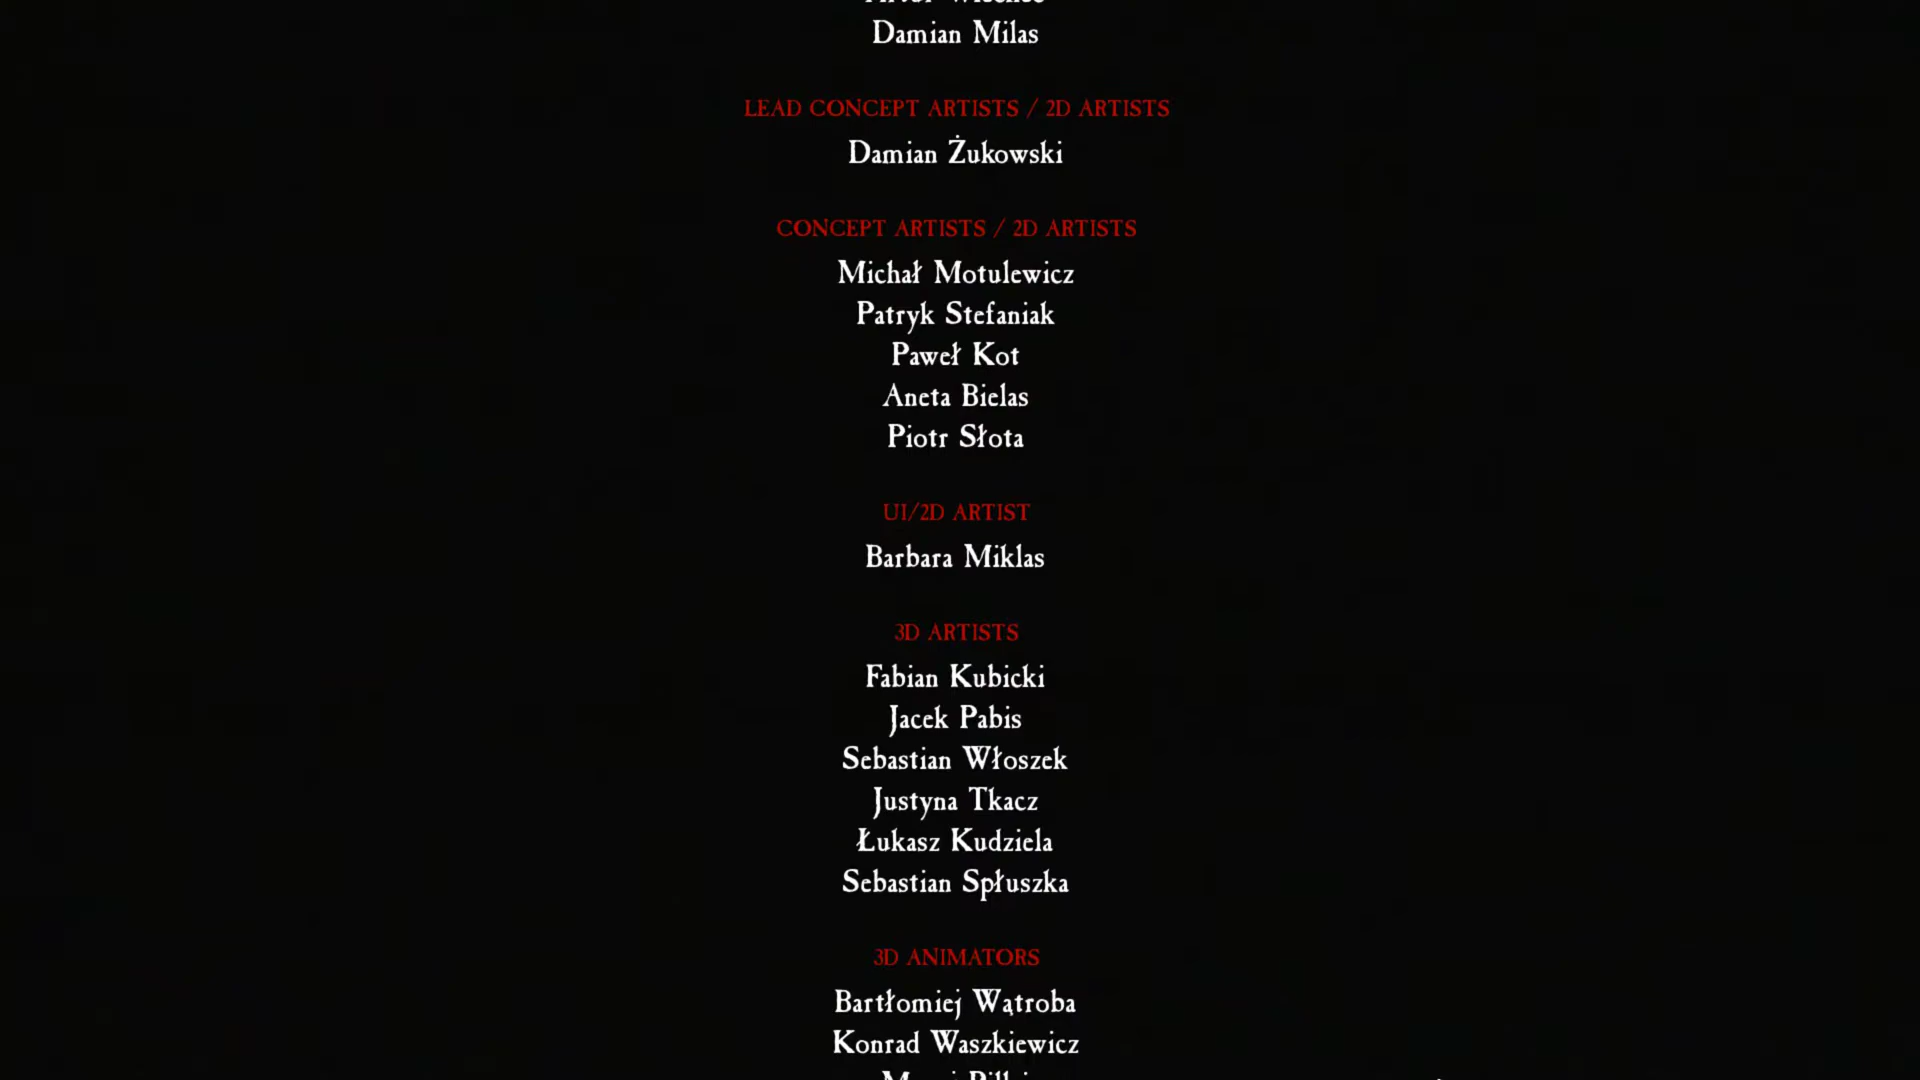 Damian Milas
LEAD CONCEPT ARTISTS / 2D ARTISTS
Damian Żukowski
CONCEPT ARTISTS / 2D ARTISTS
Michał Motulewicz
Patryk Stefaniak
Paweł Kot
Aneta Bielas
Piotr Słota
UI/2D ARTIST
Barbara Miklas
3D ARTISTS
Fabian Kubicki
Jacek Pabis
Sebastian Włoszek
Justyna Tkacz
Łukasz Kudziela
Sebastian Spłuszka
3D ANIMATORS
Bartłomiej Wątroba
Konrad Waszkiewicz